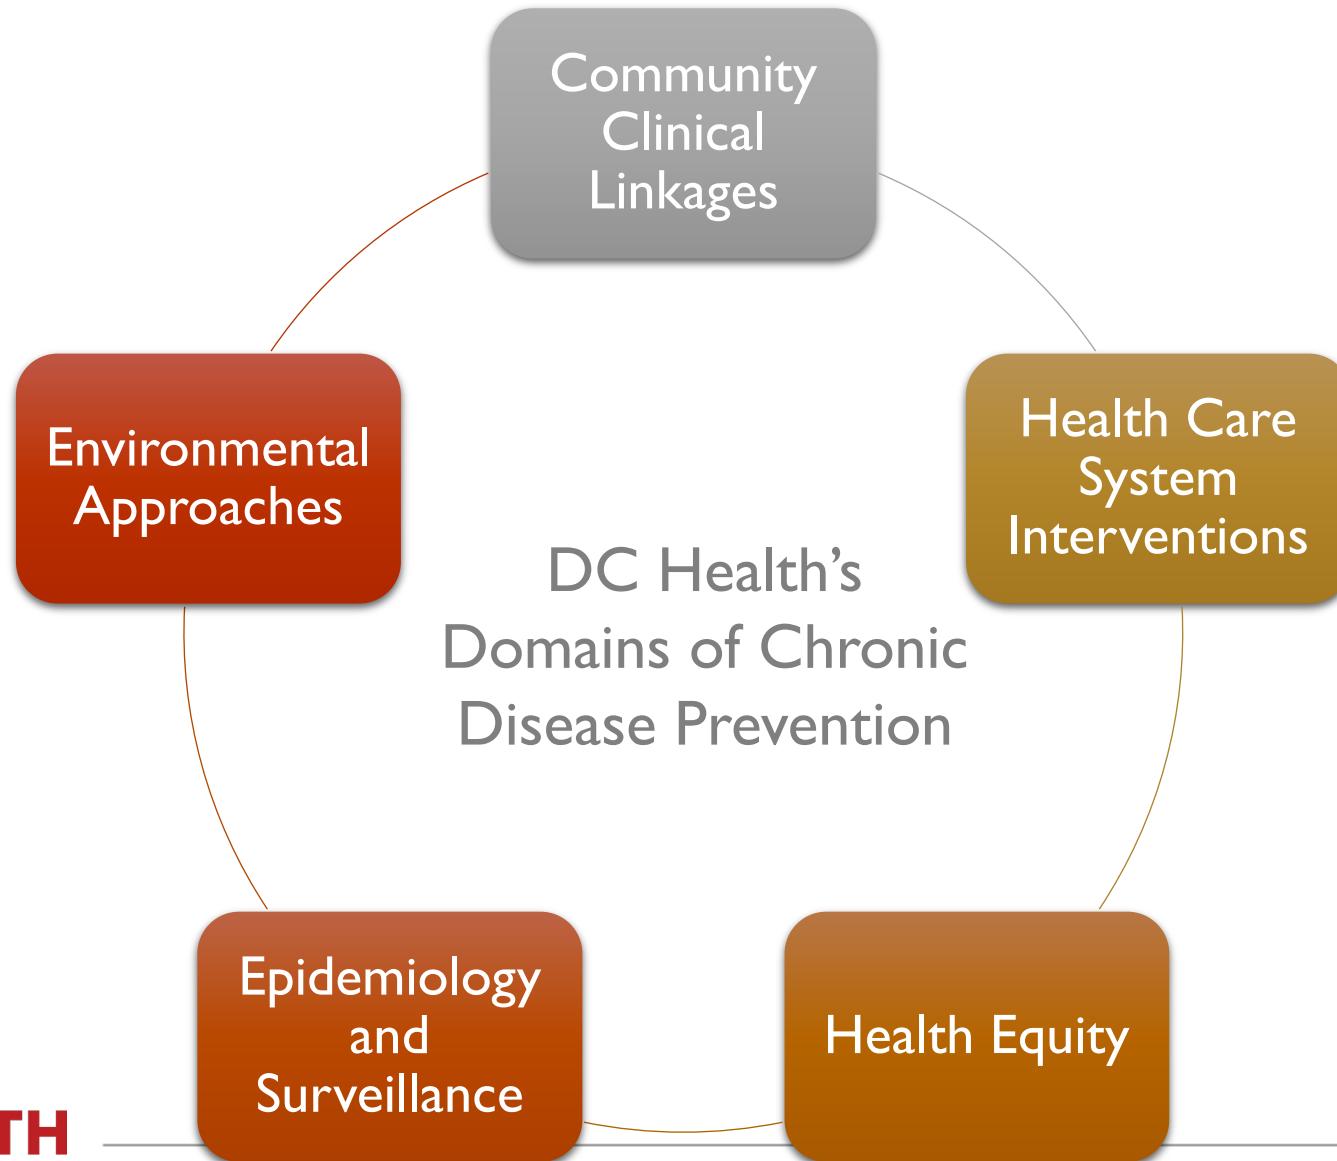 Community
Clinical
Linkages
Environmental
Approaches
Health Care
System
Interventions
DC Health’s
Domains of Chronic
Disease Prevention
Epidemiology
and
Surveillance
Health Equity
TH